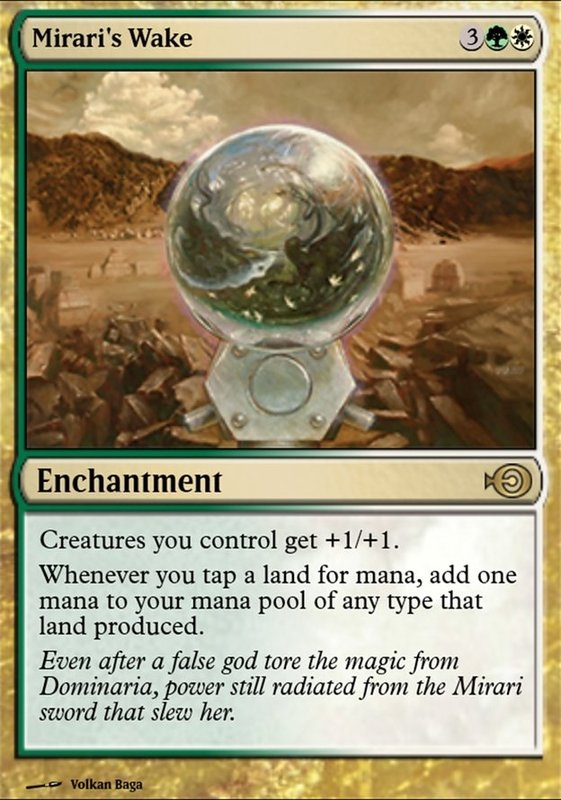 Mirari's Wake 3
Enchantment
Creatures you control get +1/+1.
Whenever you tap a land for mana, add one
mana to your mana pool of any type that
land produced.
Even after a false god tore the magic from
Dominaria, power still radiated from the Mirari
sword that slew her.
Volkan Baga